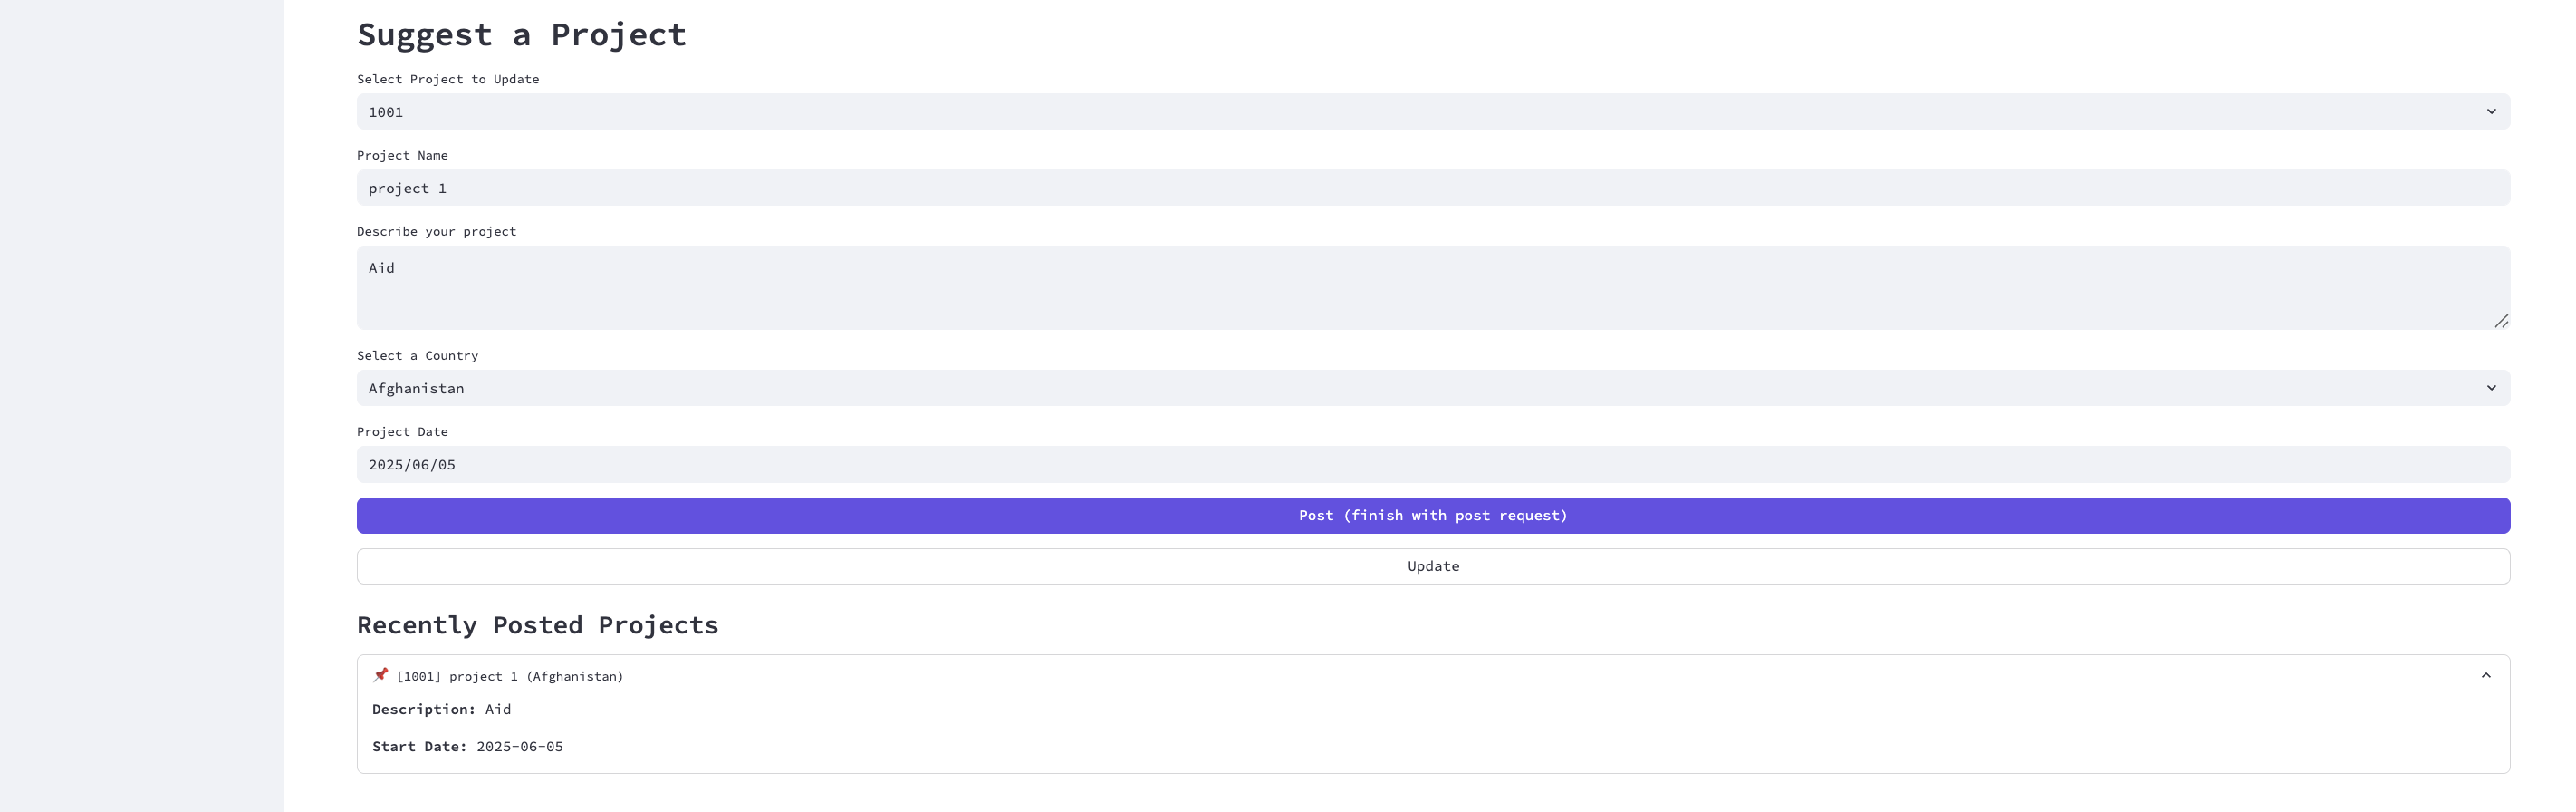 Suggest a Project
Select Project to Update
1001
Project Name
project 1
Describe your project
Aid
Select a Country
Afghanistan
Project Date
2025/06/05
Post (finish with post request)
Update
Recently Posted Projects
📌 [1001] project 1 (Afghanistan)
Description: Aid
Start Date: 2025-06-05